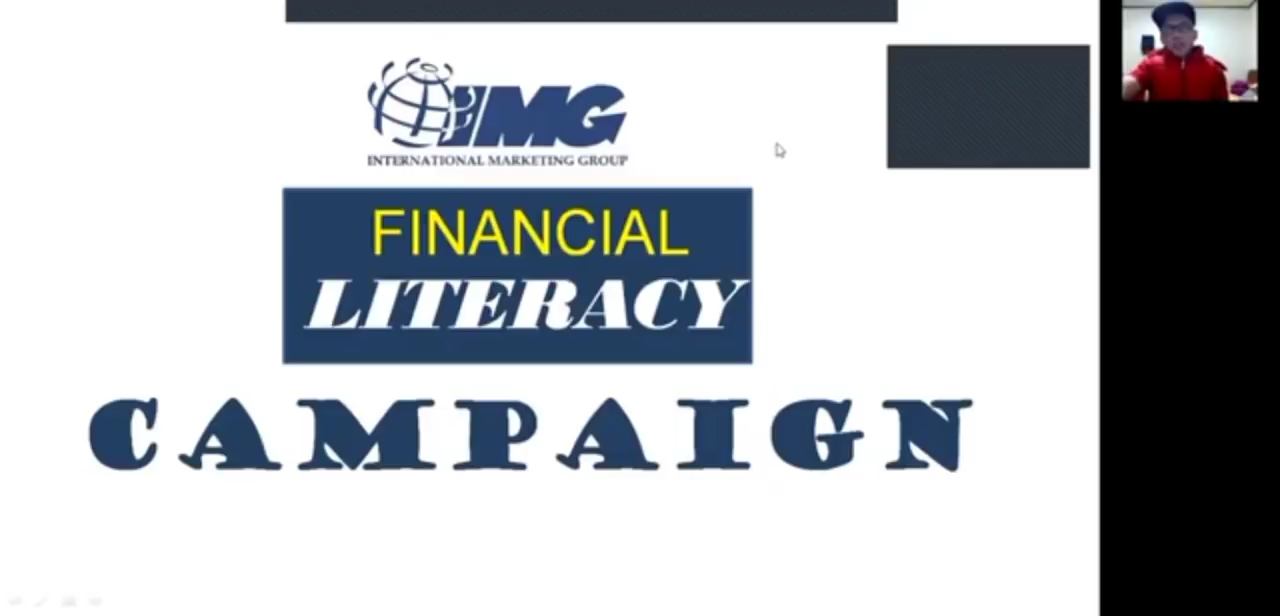 IMG
INTERNATIONAL MARKETING GROUP
FINANCIAL
LITERACY
CAMPAIGN